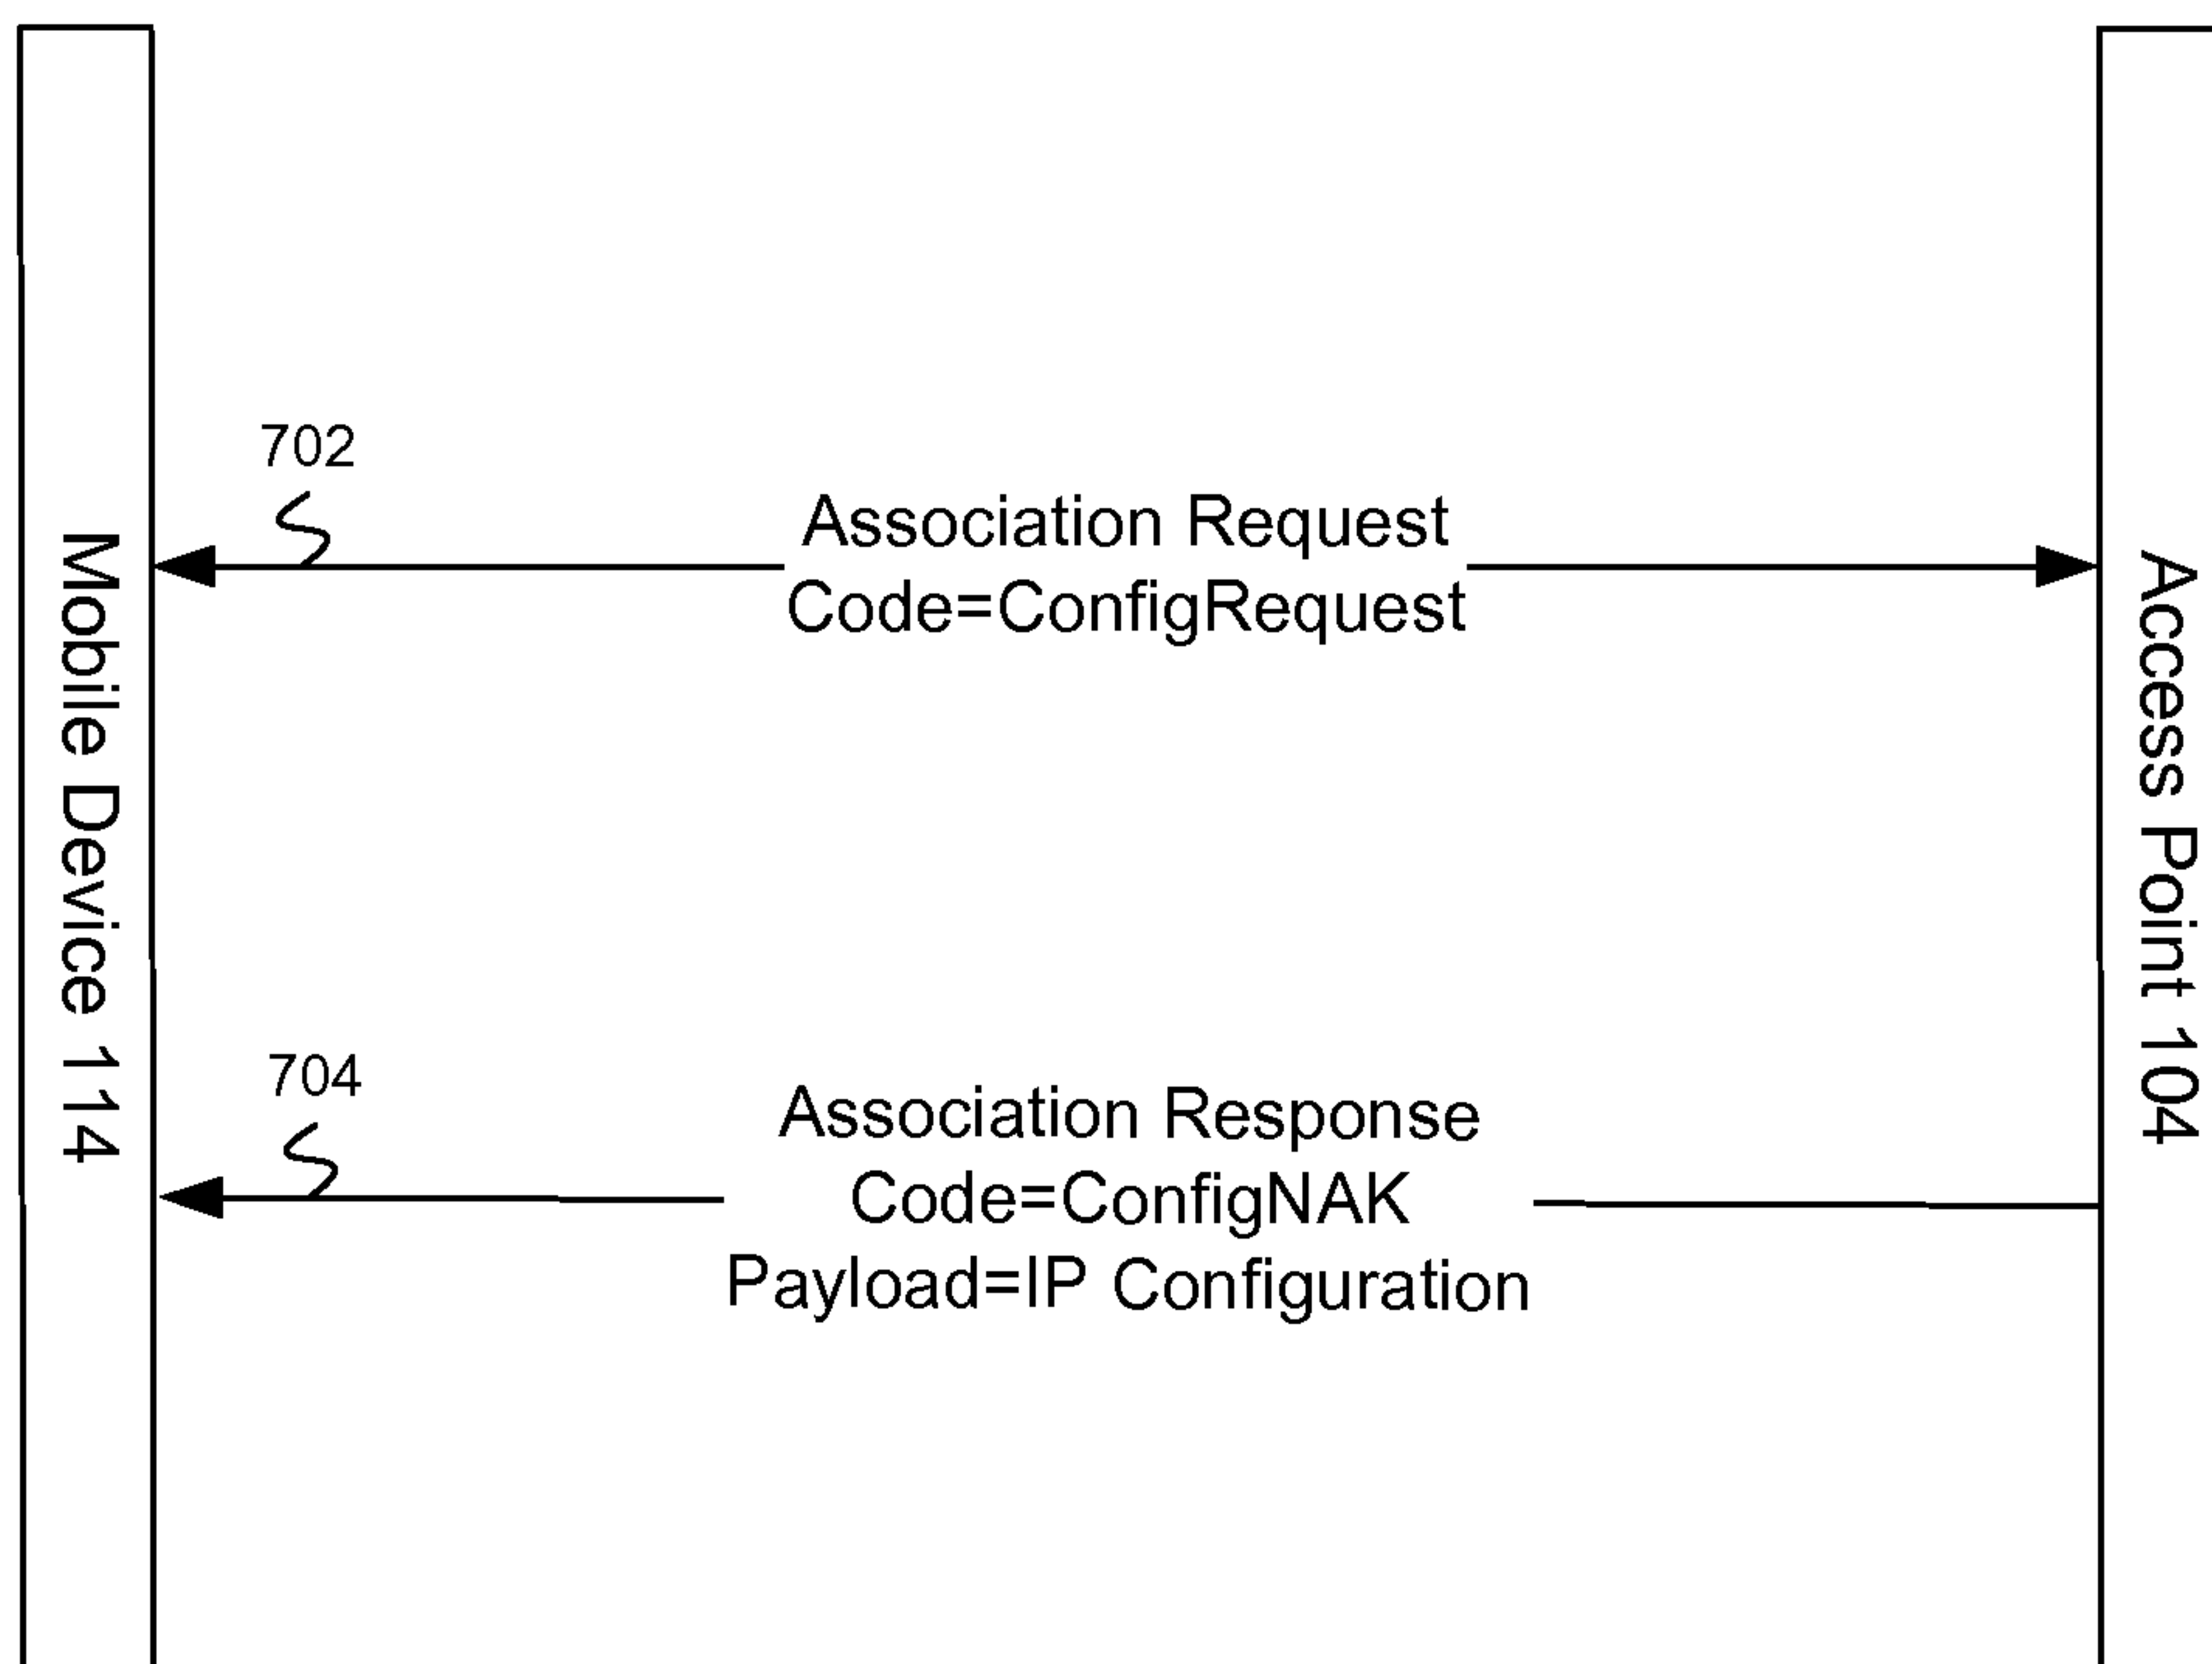 702
Association Request
Code=ConfigRequest
Mobile Device 114
Access Point 104
704
Association Response
Code=ConfigNAK
Payload=IP Configuration